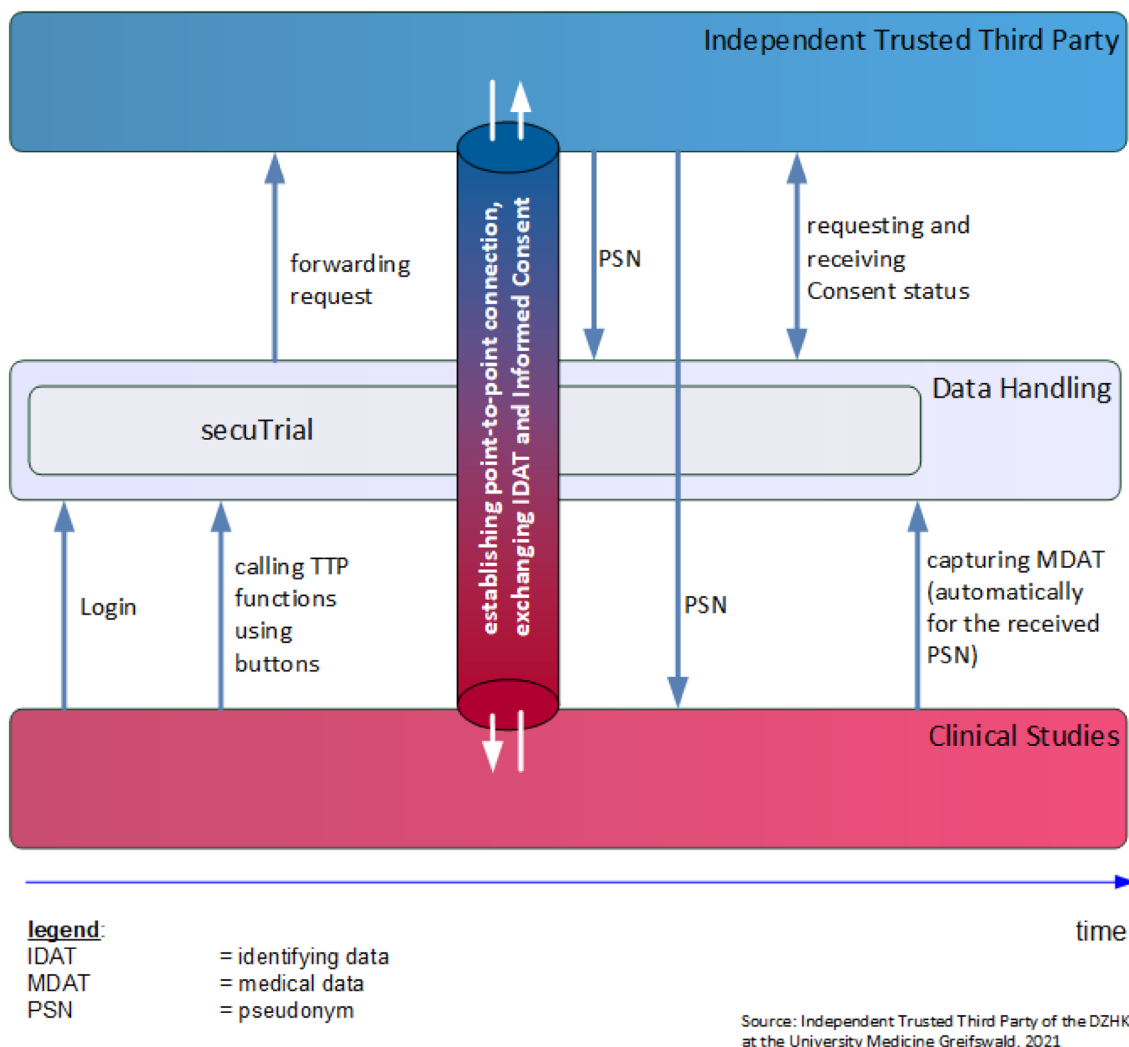 Independent Trusted Third Party
forwarding
request
establishing point-to-point connection,
exchanging IDAT and Informed Consent
PSN
requesting and
receiving
Consent status
Data Handling
secuTrial
Login
calling TTP
functions
using
buttons
PSN
capturing MDAT
(automatically
for the received
PSN)
Clinical Studies
time
legend:
IDAT = identifying data
MDAT = medical data
PSN = pseudonym
Source: Independent Trusted Third Party of the DZHK
at the University Medicine Greifswald, 2021